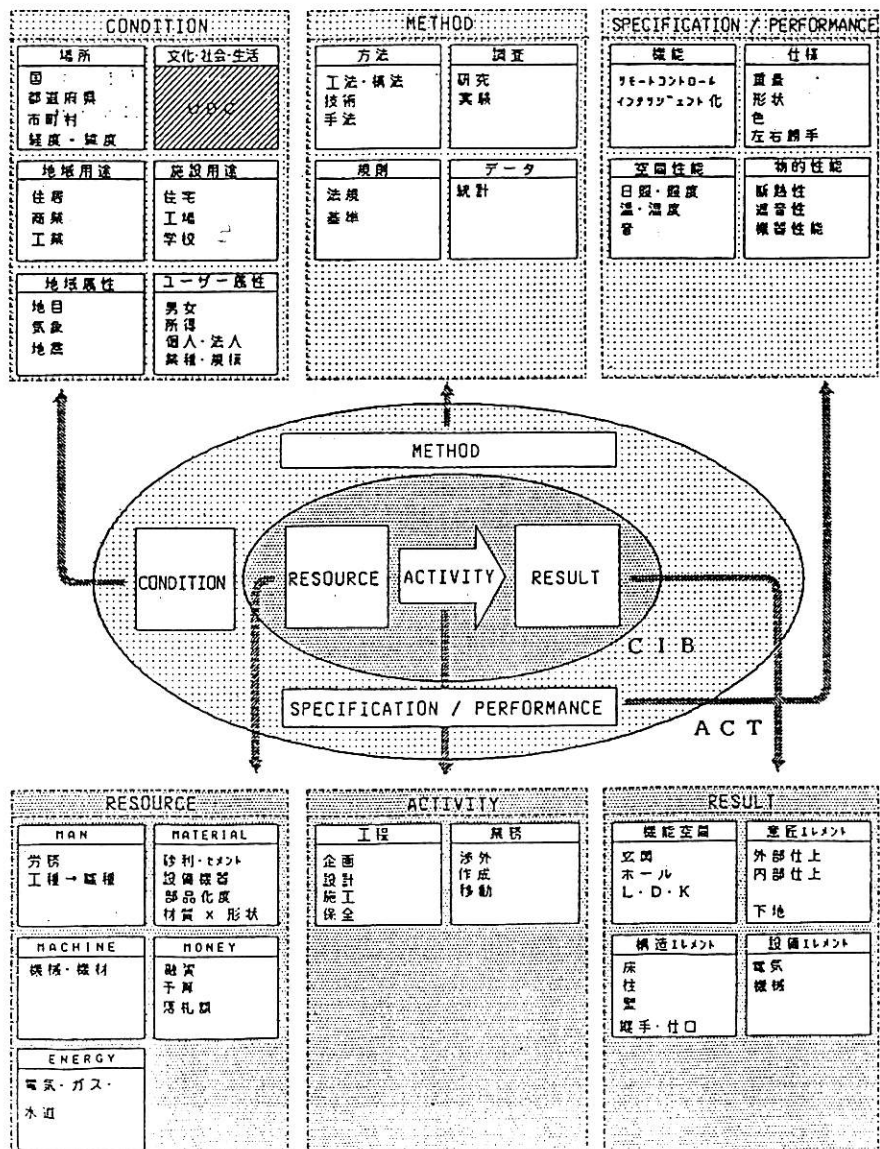 CONDITION
場所
国
都道府県
市町村
経度・緯度
文化・社会・生活
UDC
地域用途
住居
商業
工業
施設用途
住宅
工場
学校
地域属性
地目
気象
地震
ユーザー属性
男女
所得
個人・法人
業種・規模
METHOD
方法
工法・構法
技術
手法
調査
研究
実験
規則
法規
基準
データ
統計
SPECIFICATION / PERFORMANCE
機能
リモートコントロール
インテリジェント化
仕様
重量
形状
色
左右勝手
空間性能
日照・照度
温・湿度
音
物的性能
断熱性
遮音性
機器性能
METHOD
CONDITION
RESOURCE
ACTIVITY
RESULT
CIB
SPECIFICATION / PERFORMANCE
ACT
RESOURCE
MAN
労務
工種→職種
MATERIAL
砂利・セメント
設備機器
部品化度
材質 × 形状
MACHINE
機械・機材
MONEY
融資
予算
落札額
ENERGY
電気・ガス・
水道
ACTIVITY
工程
企画
設計
施工
保全
業務
渉外
作成
移動
RESULT
機能空間
玄関
ホール
L・D・K
意匠エレメント
外部仕上
内部仕上
下地
構造エレメント
床
柱
壁
継手・仕口
設備エレメント
電気
機械